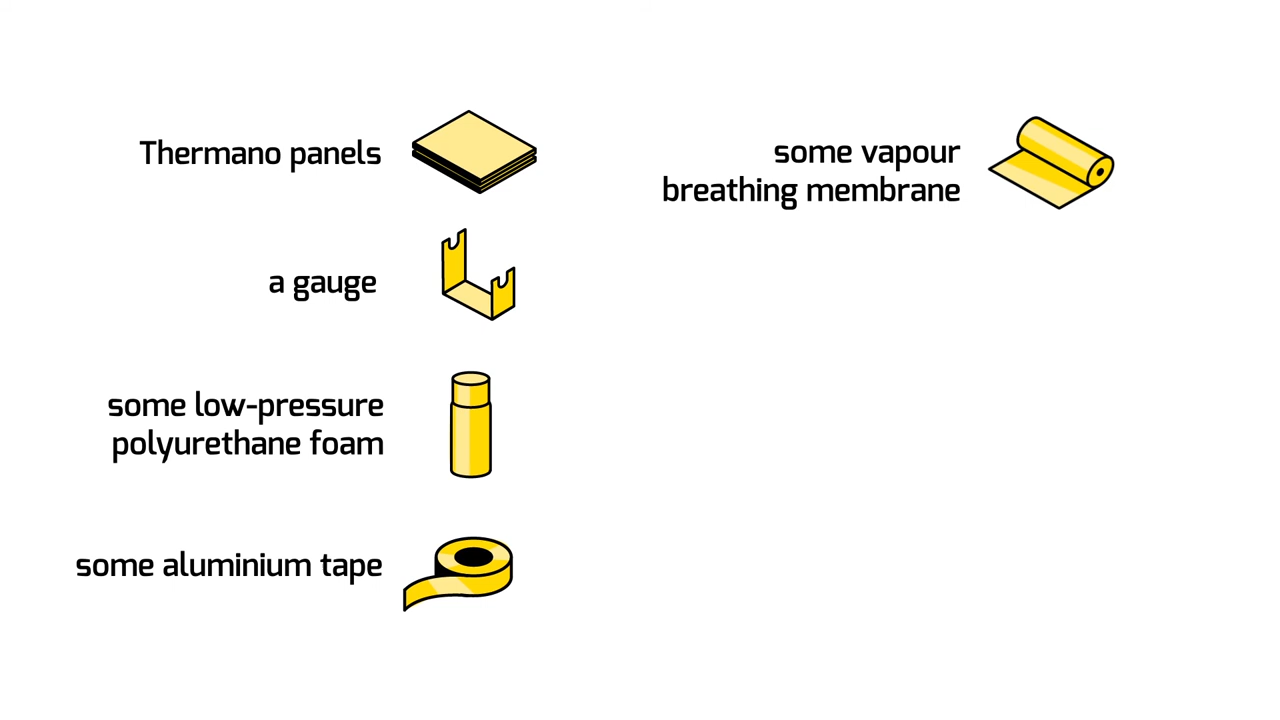 Thermano panels
a gauge
some low-pressure
polyurethane foam
some aluminium tape
some vapour
breathing membrane